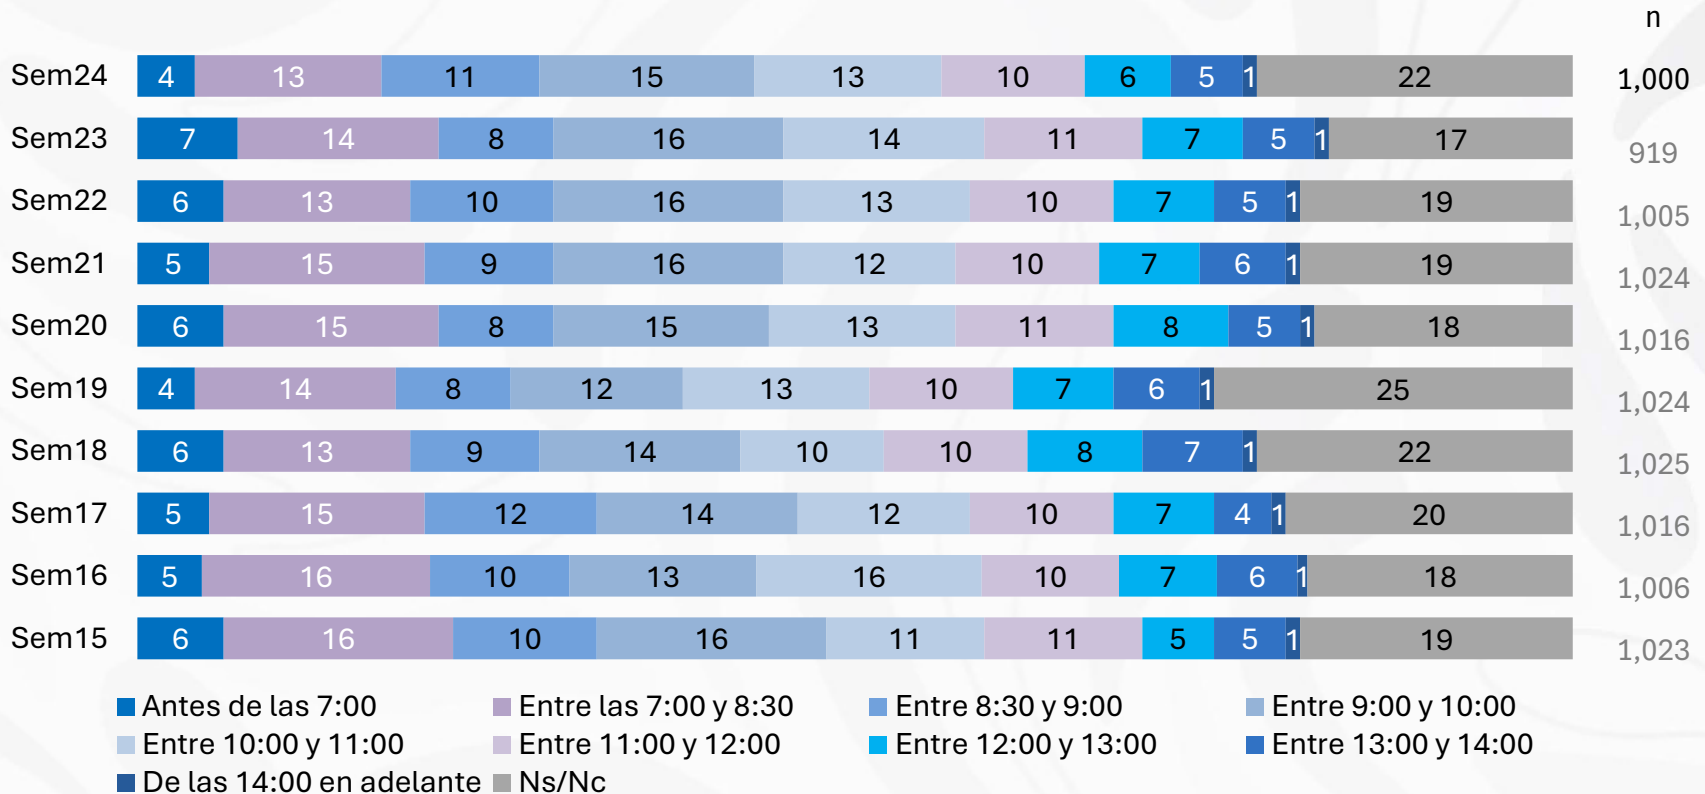 n
Sem24 4 13 11 15 13 10 6 5 1 22 1,000
Sem23 7 14 8 16 14 11 7 5 1 17 919
Sem22 6 13 10 16 13 10 7 5 1 19 1,005
Sem21 5 15 9 16 12 10 7 6 1 19 1,024
Sem20 6 15 8 15 13 11 8 5 1 18 1,016
Sem19 4 14 8 12 13 10 7 6 1 25 1,024
Sem18 6 13 9 14 10 10 8 7 1 22 1,025
Sem17 5 15 12 14 12 10 7 4 1 20 1,016
Sem16 5 16 10 13 16 10 7 6 1 18 1,006
Sem15 6 16 10 16 11 11 5 5 1 19 1,023
Antes de las 7:00 Entre las 7:00 y 8:30 Entre 8:30 y 9:00 Entre 9:00 y 10:00
Entre 10:00 y 11:00 Entre 11:00 y 12:00 Entre 12:00 y 13:00 Entre 13:00 y 14:00
De las 14:00 en adelante Ns/Nc